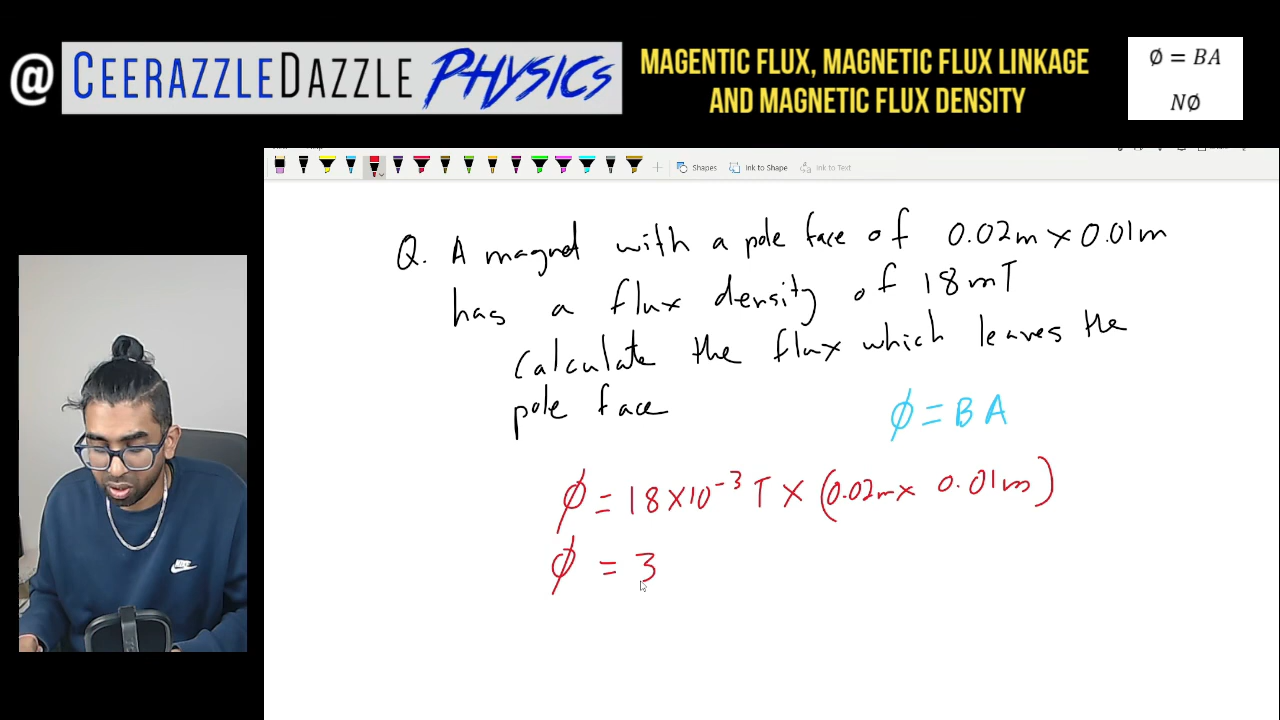 @ CEERAZZLEDAZZLE PHYSICS
MAGENTIC FLUX, MAGNETIC FLUX LINKAGE
AND MAGNETIC FLUX DENSITY
Ø = BA
NØ
Shapes Ink to Shape Ink to Text
Q. A magnet with a pole face of 0.02m x 0.01m
has a flux density of 18mT
Calculate the flux which leaves the
pole face
ϕ = BA
ϕ = 18×10⁻³ T × (0.02m x 0.01m)
ϕ = 3